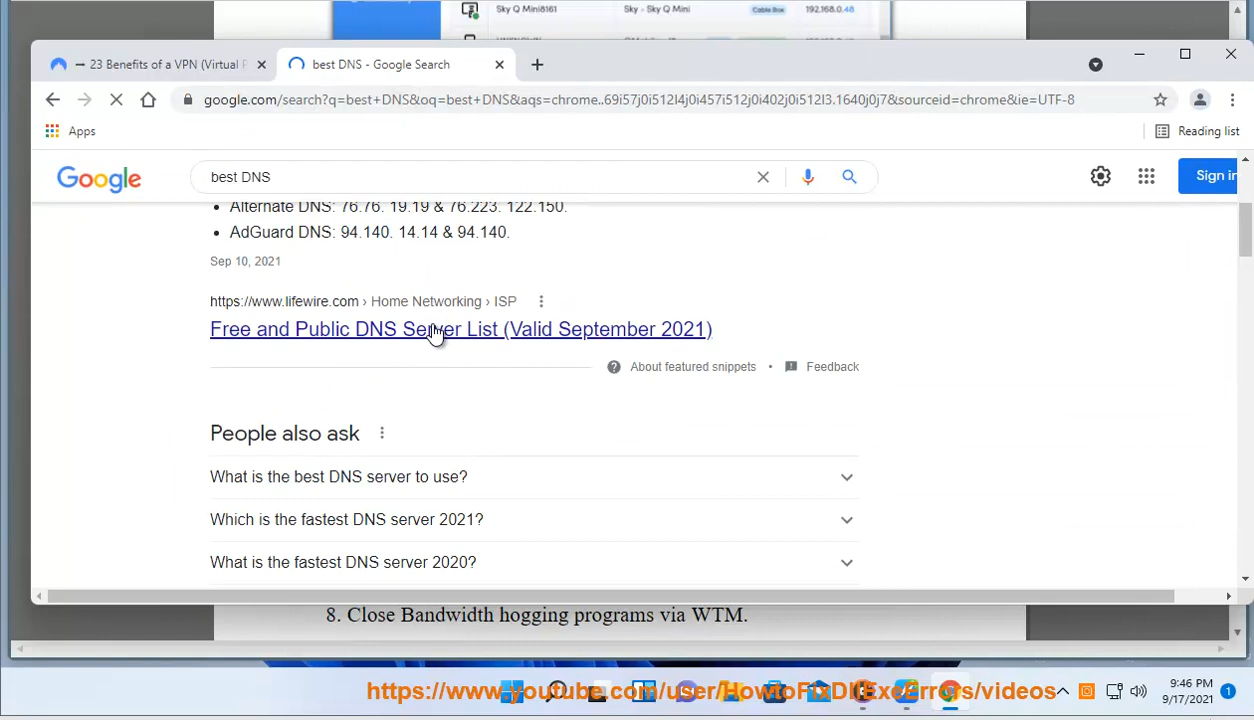 Sky Q Mini8161
Sky - Sky Q Mini
Cable Box
192.168.0.48
23 Benefits of a VPN (Virtual P
best DNS - Google Search
google.com/search?q=best+DNS&oq=best+DNS&aqs=chrome..69i57j0i512l4j0i457i512j0i402j0i512l3.1640j0j7&sourceid=chrome&ie=UTF-8
Apps
Reading list
Google
best DNS
Sign in
• Alternate DNS: 76.76. 19.19 & 76.223. 122.150.
• AdGuard DNS: 94.140. 14.14 & 94.140.
Sep 10, 2021
https://www.lifewire.com › Home Networking › ISP
Free and Public DNS Server List (Valid September 2021)
About featured snippets • Feedback
People also ask
What is the best DNS server to use?
Which is the fastest DNS server 2021?
What is the fastest DNS server 2020?
8. Close Bandwidth hogging programs via WTM.
https://www.youtube.com/user/HowtoFixDllExeErrors/videos
9:46 PM
9/17/2021
1